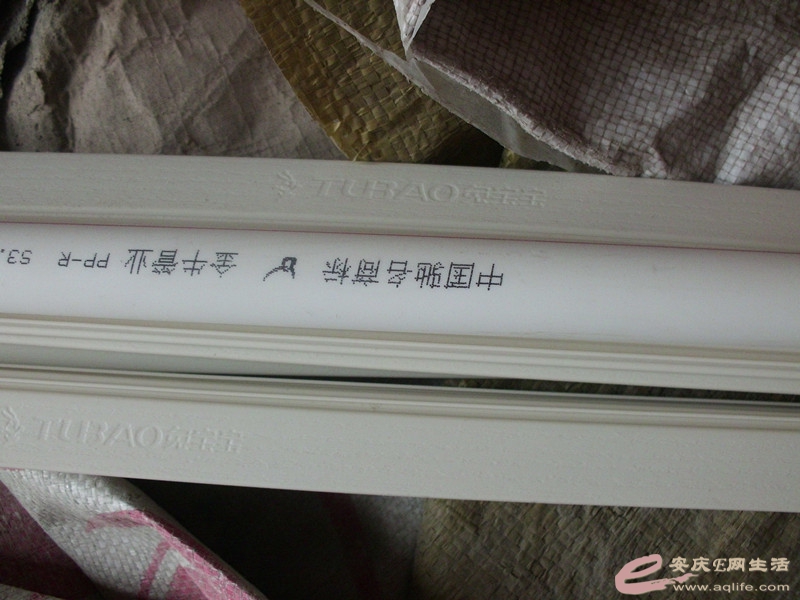 TUBAO兔宝宝
中国驰名商标 金牛管业 PP-R S3.
TUBAO兔宝宝
安庆E网生活
www.aqlife.com